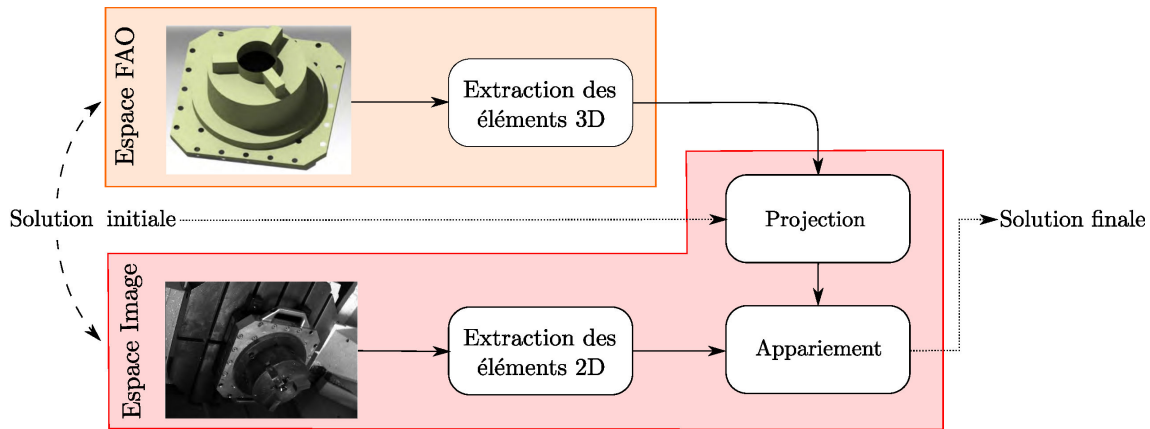 Espace FAO
Extraction des
éléments 3D
Solution initiale
Projection
Solution finale
Espace Image
Extraction des
éléments 2D
Appariement